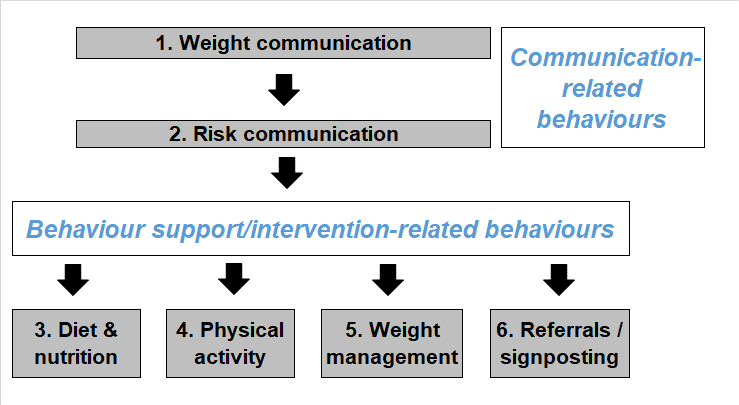 1. Weight communication
Communication-
related
behaviours
2. Risk communication
Behaviour support/intervention-related behaviours
3. Diet &
nutrition
4. Physical
activity
5. Weight
management
6. Referrals /
signposting